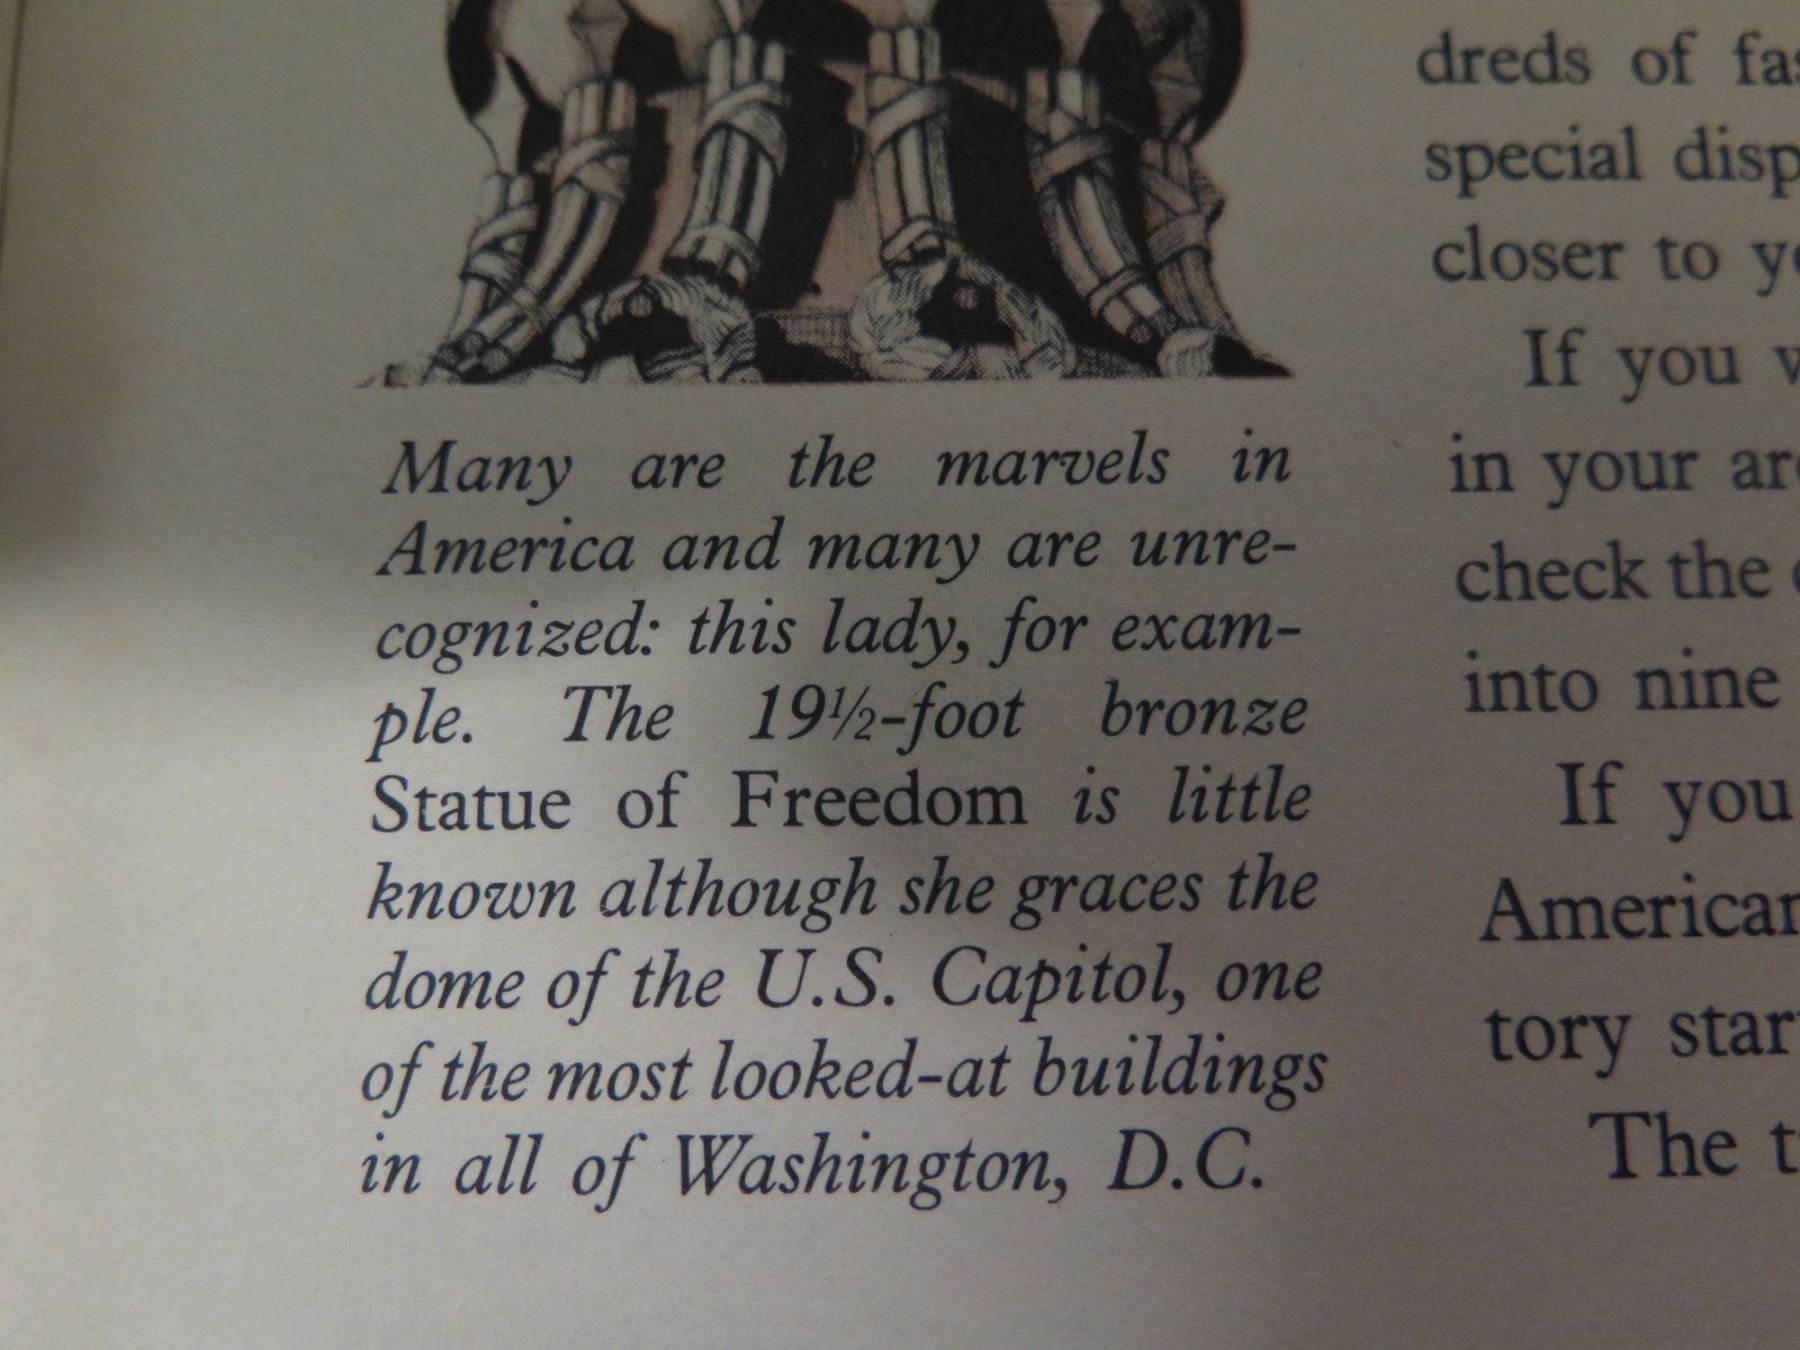 Many are the marvels in
America and many are unre-
cognized: this lady, for exam-
ple. The 19½-foot bronze
Statue of Freedom is little
known although she graces the
dome of the U.S. Capitol, one
of the most looked-at buildings
in all of Washington, D.C.
dreds of
special
closer to
If you
in your
check the
into nine
If you
American
tory
The